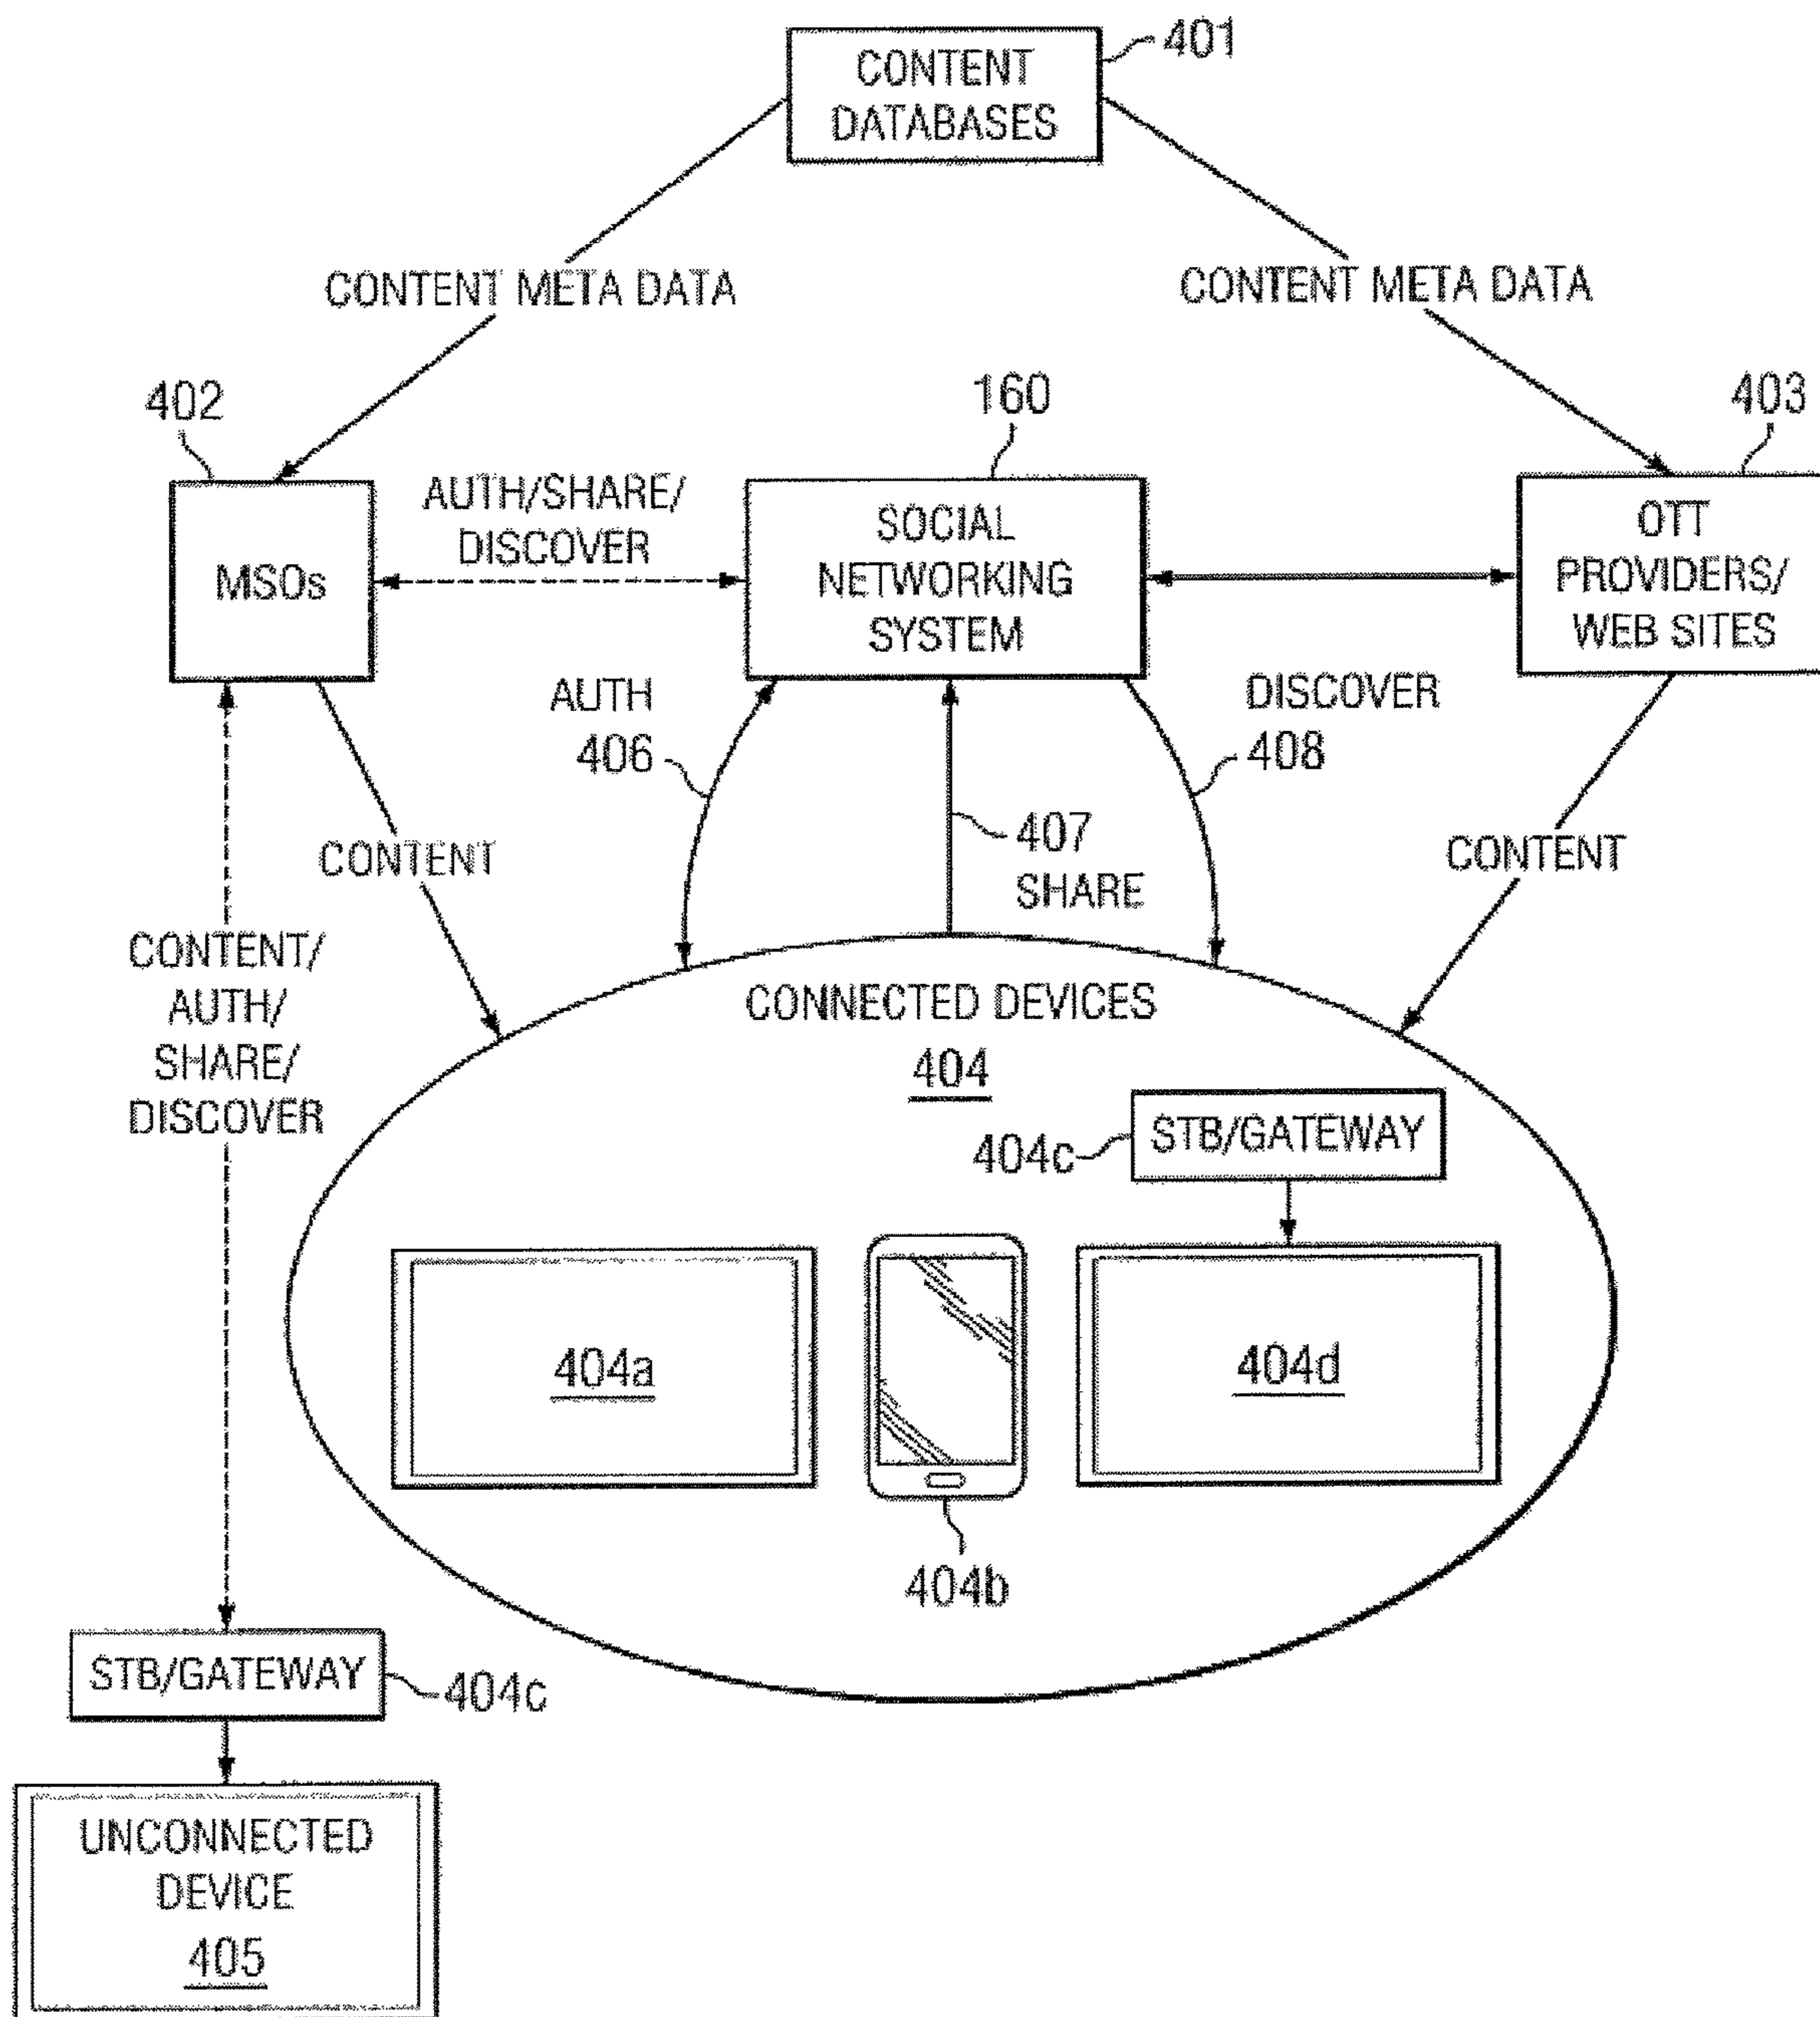 401
CONTENT
DATABASES
CONTENT META DATA
CONTENT META DATA
402
160
403
MSOs
AUTH/SHARE/
DISCOVER
SOCIAL
NETWORKING
SYSTEM
OTT
PROVIDERS/
WEB SITES
AUTH
406
DISCOVER
408
407
SHARE
CONTENT
CONTENT
CONTENT/
AUTH/
SHARE/
DISCOVER
CONNECTED DEVICES
404
404c
STB/GATEWAY
404a
404d
404b
STB/GATEWAY
404c
UNCONNECTED
DEVICE
405